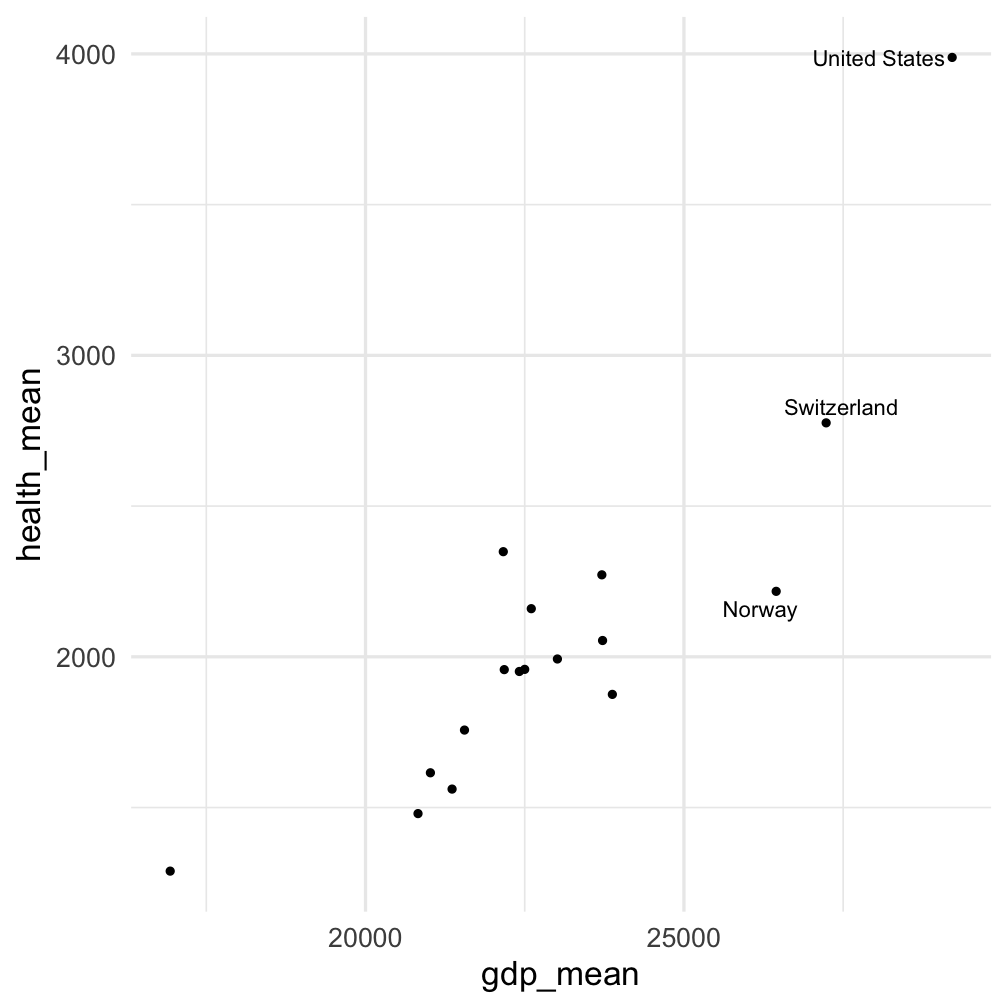 4000
United States
3000
Switzerland
Norway
2000
20000
25000
gdp_mean
health_mean